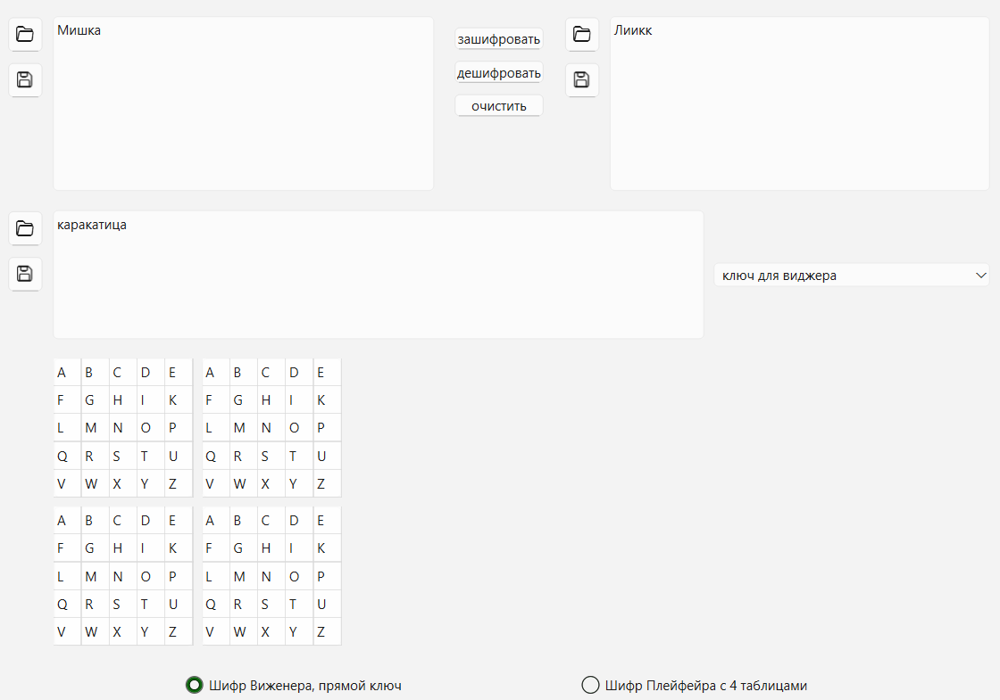 Мишка
зашифровать
дешифровать
очистить
Лиикк
каракатица
ключ для виджера
A B C D E A B C D E
F G H I K F G H I K
L M N O P L M N O P
Q R S T U Q R S T U
V W X Y Z V W X Y Z
A B C D E A B C D E
F G H I K F G H I K
L M N O P L M N O P
Q R S T U Q R S T U
V W X Y Z V W X Y Z
Шифр Виженера, прямой ключ
Шифр Плейфейра с 4 таблицами